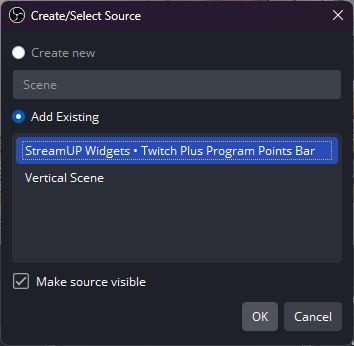 Create/Select Source
Create new
Scene
Add Existing
StreamUP Widgets • Twitch Plus Program Points Bar
Vertical Scene
Make source visible
OK
Cancel